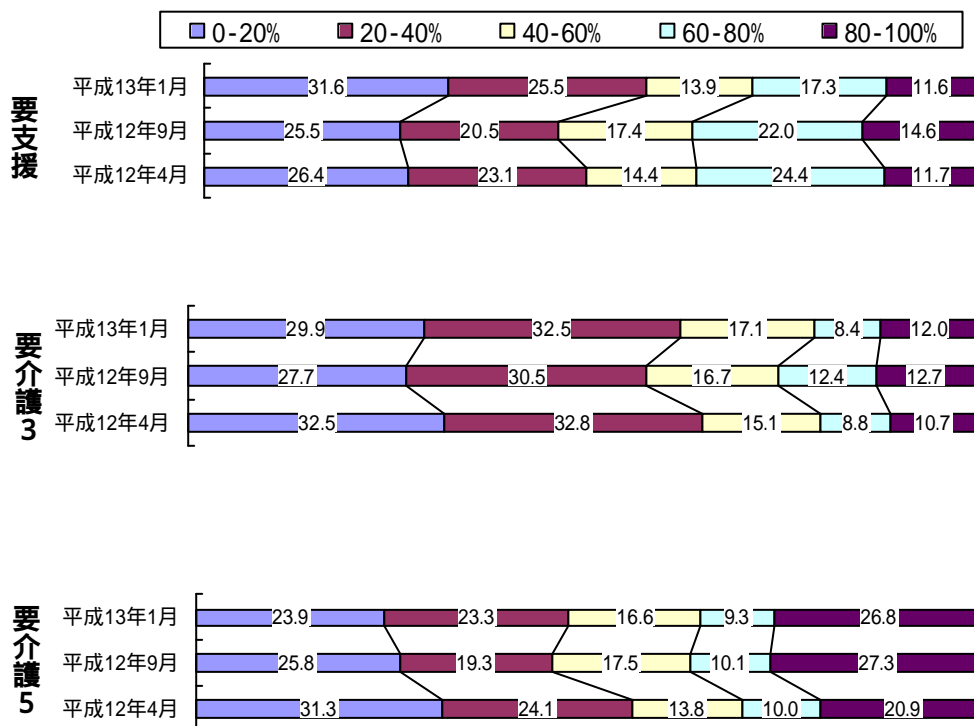 0-20% 20-40% 40-60% 60-80% 80-100%
要支援
平成13年1月 31.6 25.5 13.9 17.3 11.6
平成12年9月 25.5 20.5 17.4 22.0 14.6
平成12年4月 26.4 23.1 14.4 24.4 11.7
要介護3
平成13年1月 29.9 32.5 17.1 8.4 12.0
平成12年9月 27.7 30.5 16.7 12.4 12.7
平成12年4月 32.5 32.8 15.1 8.8 10.7
要介護5
平成13年1月 23.9 23.3 16.6 9.3 26.8
平成12年9月 25.8 19.3 17.5 10.1 27.3
平成12年4月 31.3 24.1 13.8 10.0 20.9